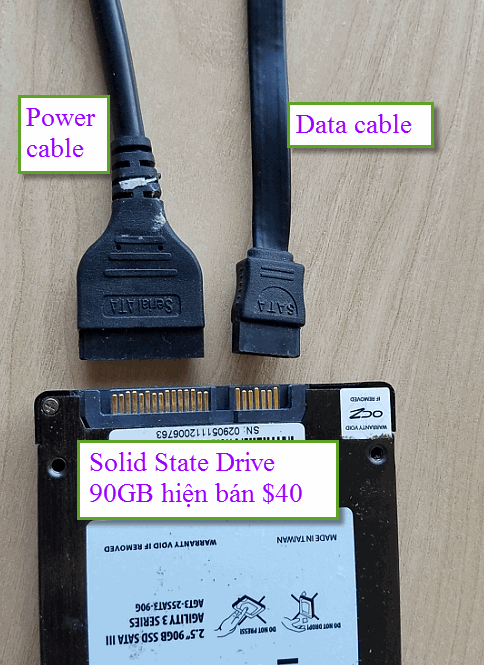 Power
cable
Data cable
Serial ATA
SATA
WARRANTY VOID
IF REMOVED
OCZ
SN: 02905111206763
Solid State Drive
90GB hiện bán $40
WARRANTY VOID IF REMOVED
MADE IN TAIWAN
AGT3-25SAT3-90G
AGILITY 3 SERIES
2.5" 90GB SSD SATA III
DO NOT PRESS!
DO NOT DROP!